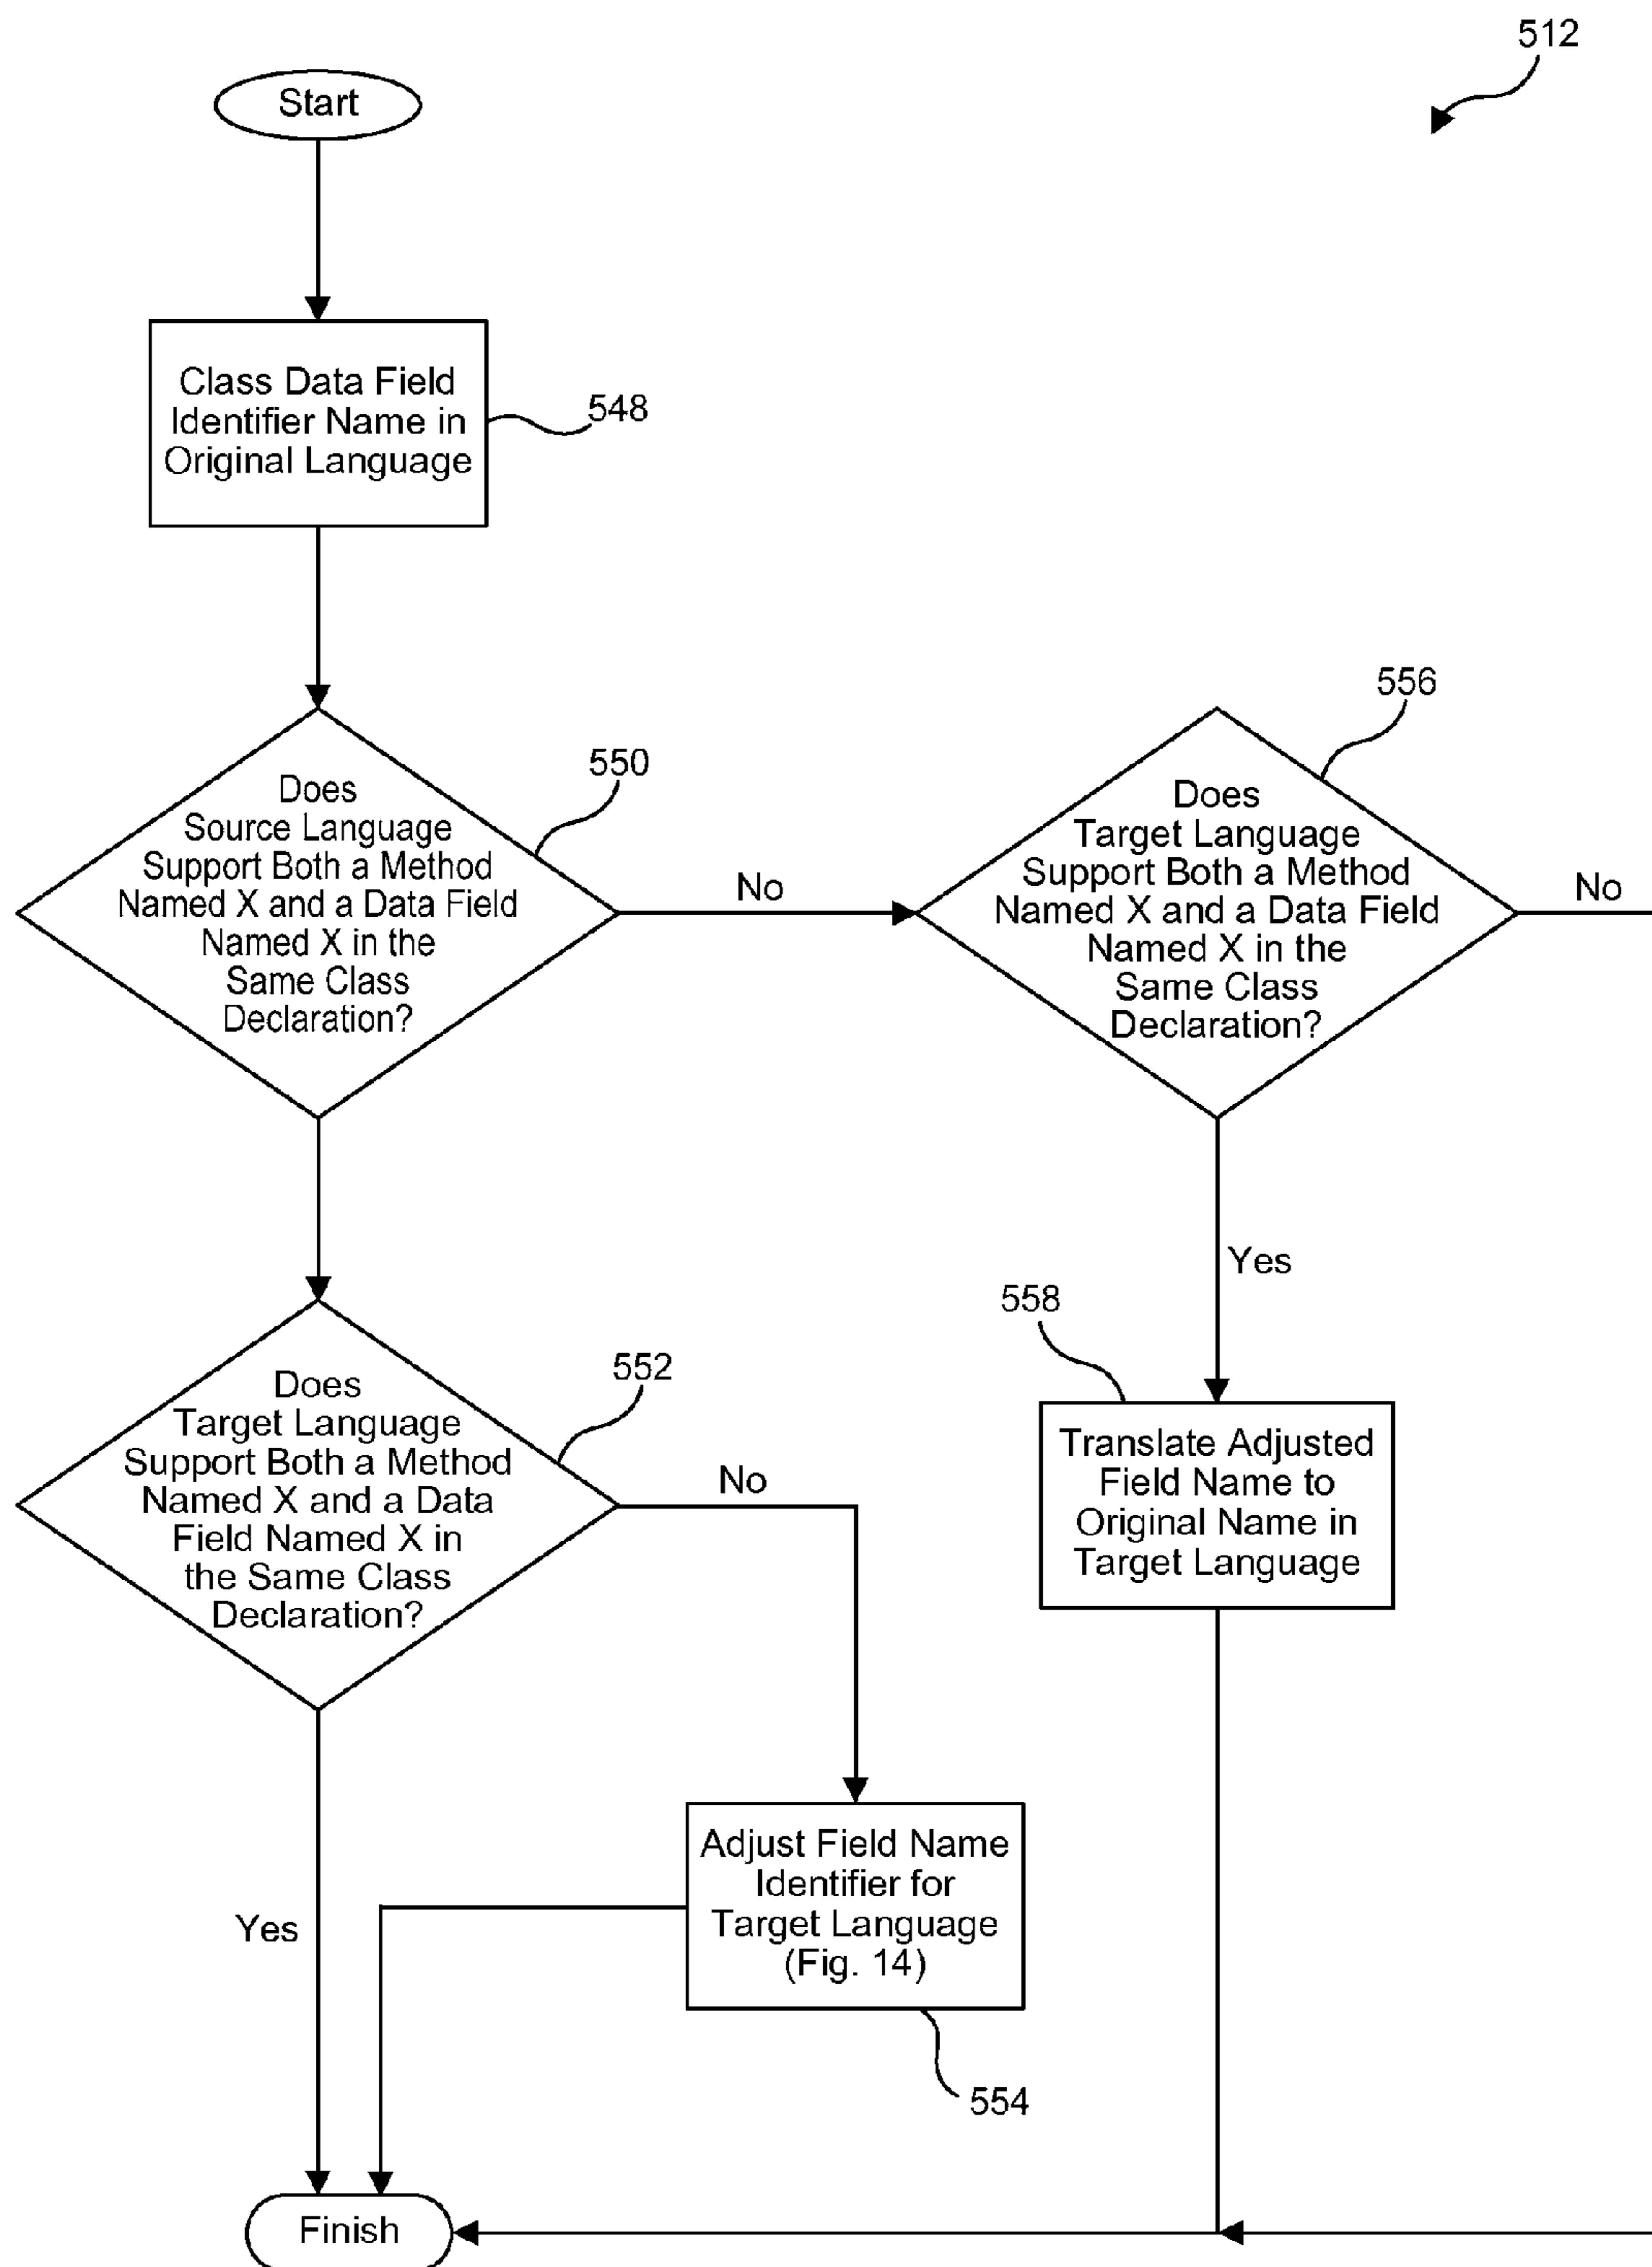 512
Start
Class Data Field
Identifier Name in
Original Language
548
Does
Source Language
Support Both a Method
Named X and a Data Field
Named X in the
Same Class
Declaration?
550
No
Does
Target Language
Support Both a Method
Named X and a Data Field
Named X in the
Same Class
Declaration?
556
No
Yes
558
Translate Adjusted
Field Name to
Original Name in
Target Language
Does
Target Language
Support Both a Method
Named X and a Data
Field Named X in
the Same Class
Declaration?
552
No
Yes
Adjust Field Name
Identifier for
Target Language
(Fig. 14)
554
Finish